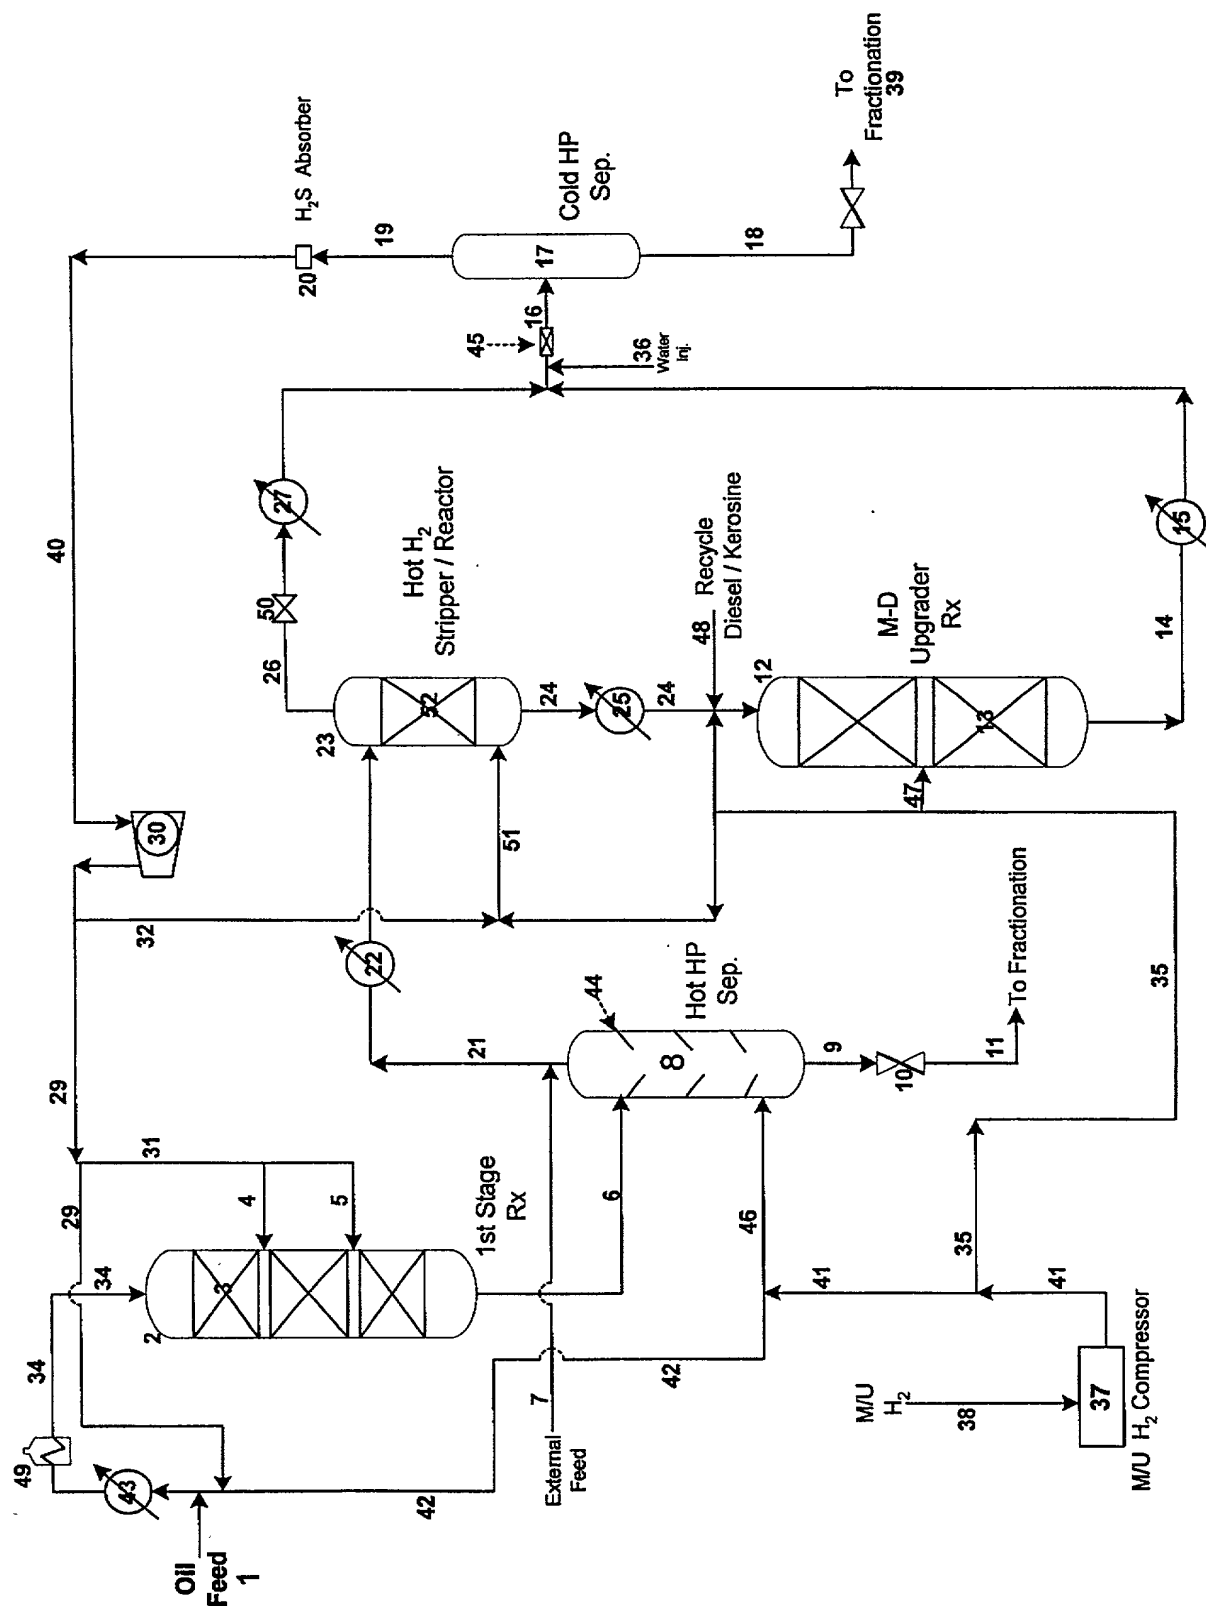 Oil
Feed
1
43
49
34
34
2
3
29
29
31
4
5
1st Stage
Rx
6
42
42
External
Feed
7
M/U
H2
38
37
M/U H2 Compressor
41
41
35
35
46
8
Hot HP
Sep.
44
9
10
11
To Fractionation
21
22
32
30
40
51
23
52
Hot H2
Stripper / Reactor
24
25
24
26
50
27
48
Recycle
Diesel / Kerosine
12
13
47
M-D
Upgrader
Rx
14
15
36
Water
Inj.
45
16
17
Cold HP
Sep.
18
19
20
H2S Absorber
To
Fractionation
39